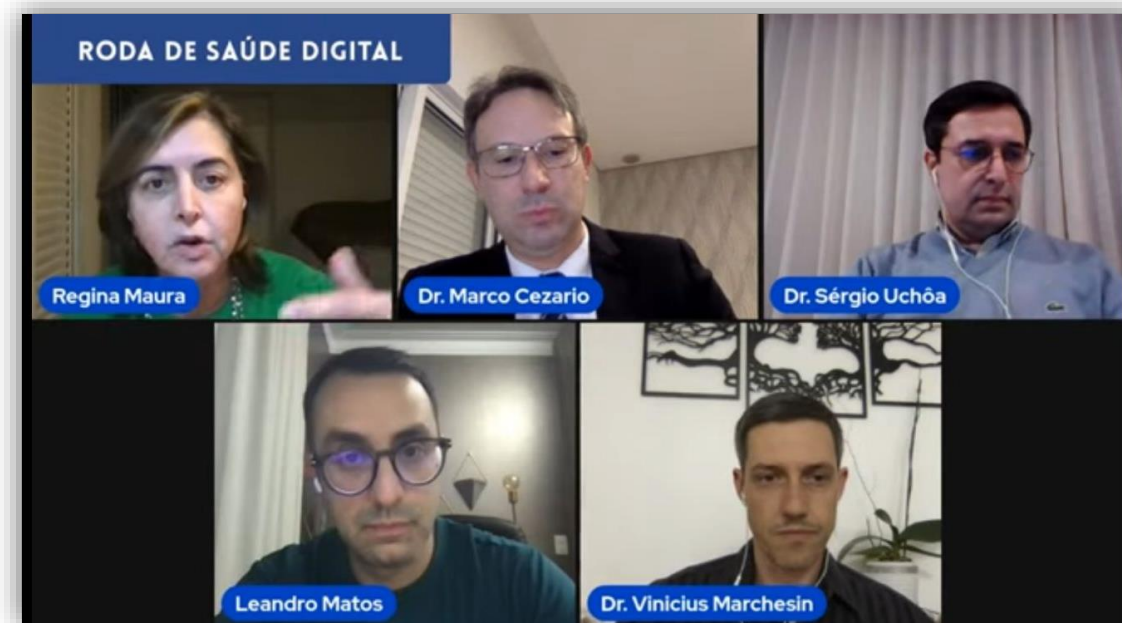 RODA DE SAÚDE DIGITAL
Regina Maura
Dr. Marco Cezario
Dr. Sérgio Uchôa
Leandro Matos
Dr. Vinicius Marchesin